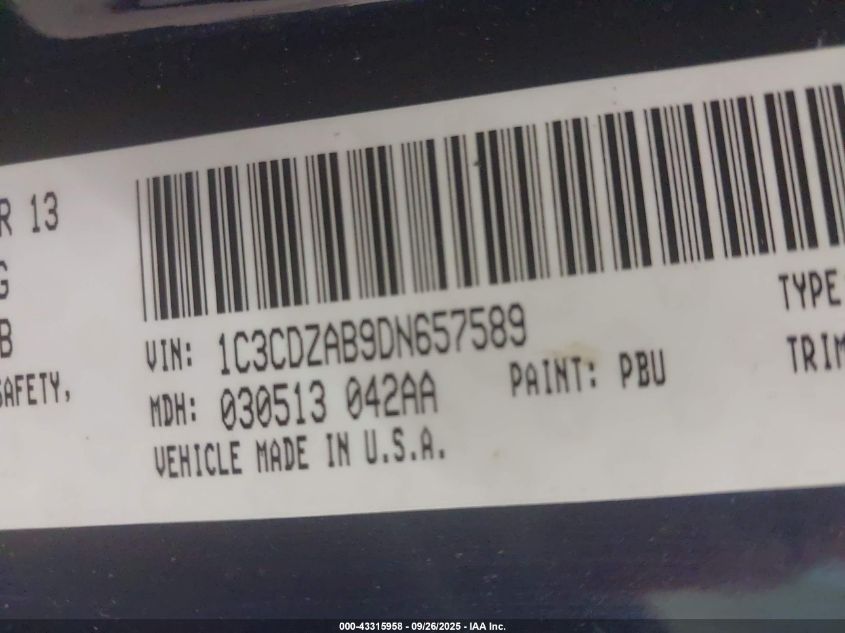 R 13
G
B
SAFETY,
VIN: 1C3CDZAB9DN657589
MDH: 030513 042AA
PAINT: PBU
VEHICLE MADE IN U.S.A.
TYPE
TRIM
000-43315958 - 09/26/2025 - IAA Inc.